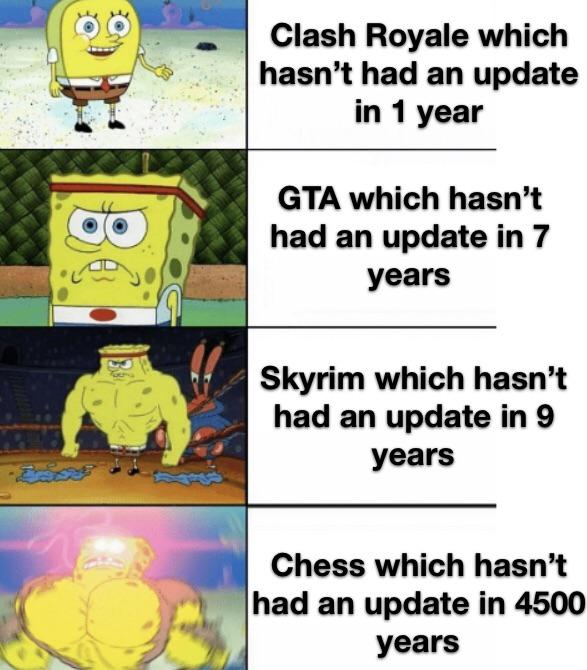 Clash Royale which
hasn't had an update
in 1 year
GTA which hasn't
had an update in 7
years
Skyrim which hasn't
had an update in 9
years
Chess which hasn't
had an update in 4500
years